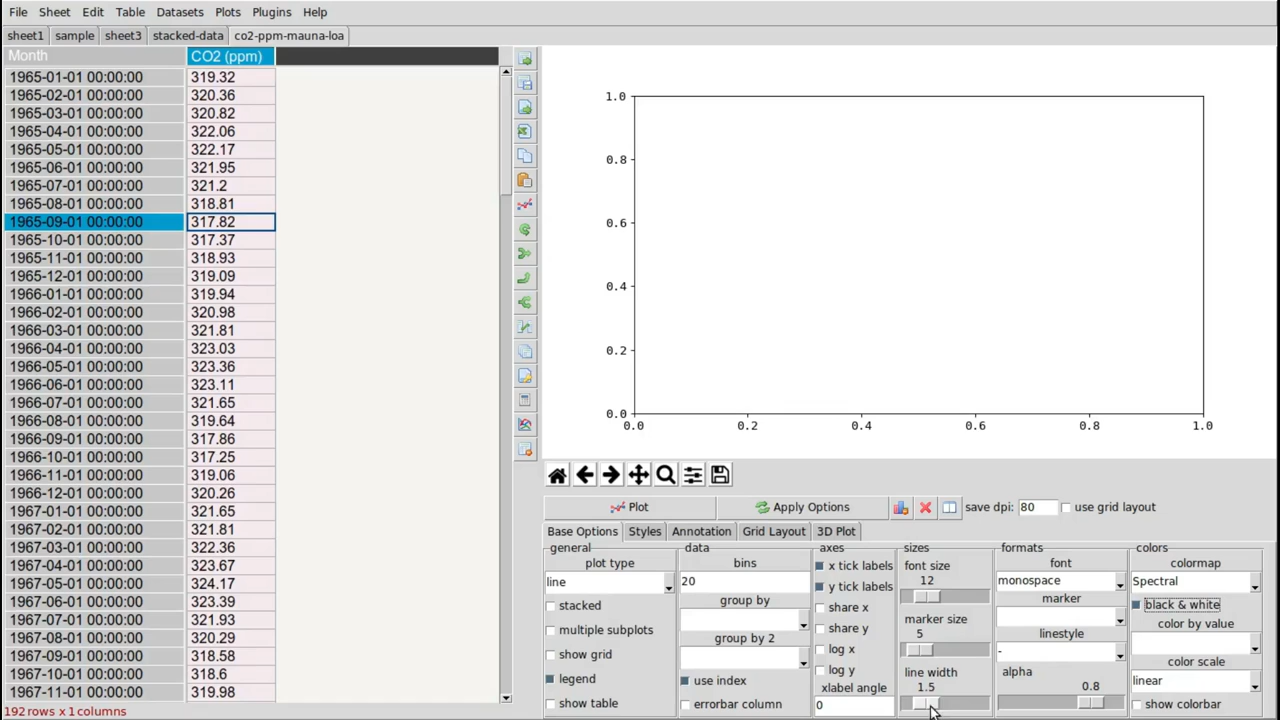 File Sheet Edit Table Datasets Plots Plugins Help
sheet1 sample sheet3 stacked-data co2-ppm-mauna-loa
Month CO2 (ppm)
1965-01-01 00:00:00 319.32
1965-02-01 00:00:00 320.36
1965-03-01 00:00:00 320.82
1965-04-01 00:00:00 322.06
1965-05-01 00:00:00 322.17
1965-06-01 00:00:00 321.95
1965-07-01 00:00:00 321.2
1965-08-01 00:00:00 318.81
1965-09-01 00:00:00 317.82
1965-10-01 00:00:00 317.37
1965-11-01 00:00:00 318.93
1965-12-01 00:00:00 319.09
1966-01-01 00:00:00 319.94
1966-02-01 00:00:00 320.98
1966-03-01 00:00:00 321.81
1966-04-01 00:00:00 323.03
1966-05-01 00:00:00 323.36
1966-06-01 00:00:00 323.11
1966-07-01 00:00:00 321.65
1966-08-01 00:00:00 319.64
1966-09-01 00:00:00 317.86
1966-10-01 00:00:00 317.25
1966-11-01 00:00:00 319.06
1966-12-01 00:00:00 320.26
1967-01-01 00:00:00 321.65
1967-02-01 00:00:00 321.81
1967-03-01 00:00:00 322.36
1967-04-01 00:00:00 323.67
1967-05-01 00:00:00 324.17
1967-06-01 00:00:00 323.39
1967-07-01 00:00:00 321.93
1967-08-01 00:00:00 320.29
1967-09-01 00:00:00 318.58
1967-10-01 00:00:00 318.6
1967-11-01 00:00:00 319.98
192 rows x 1 columns
1.0
0.8
0.6
0.4
0.2
0.0
0.0 0.2 0.4 0.6 0.8 1.0
Plot Apply Options save dpi: 80 use grid layout
Base Options Styles Annotation Grid Layout 3D Plot
general
plot type
line
stacked
multiple subplots
show grid
legend
show table
data
bins
20
group by
group by 2
use index
errorbar column
axes
x tick labels
y tick labels
share x
share y
log x
log y
xlabel angle
0
sizes
font size
12
marker size
5
line width
1.5
formats
font
monospace
marker
linestyle
-
alpha
0.8
colors
colormap
Spectral
black & white
color by value
color scale
linear
show colorbar